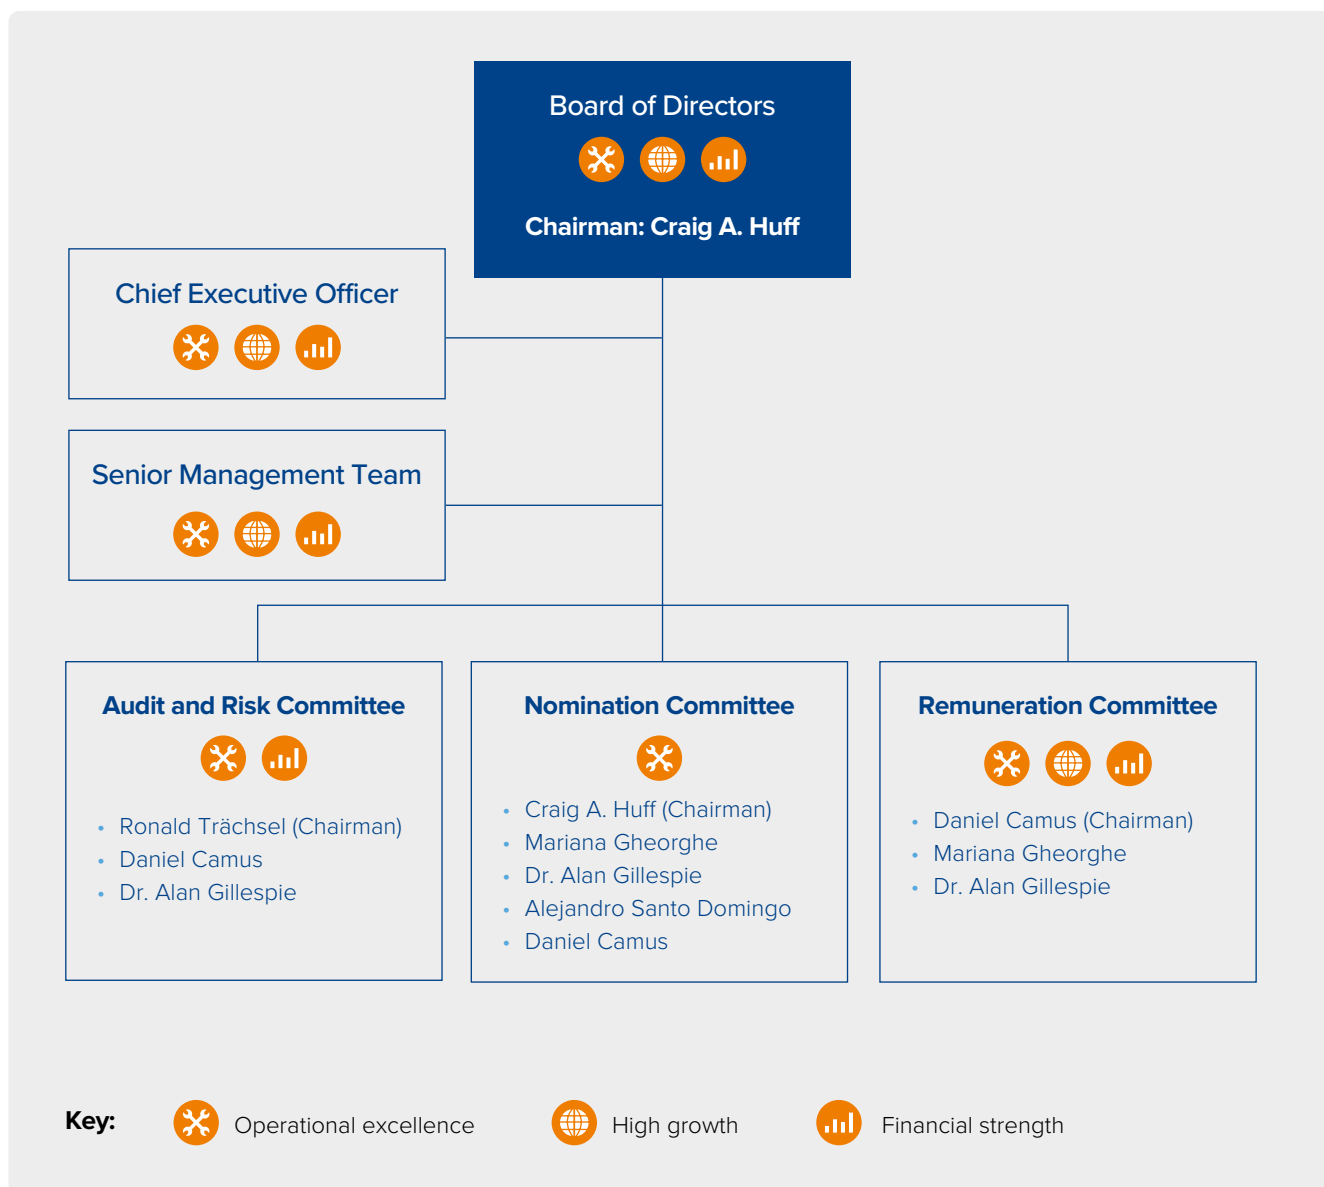 Board of Directors
Chairman: Craig A. Huff
Chief Executive Officer
Senior Management Team
Audit and Risk Committee
• Ronald Trächsel (Chairman)
• Daniel Camus
• Dr. Alan Gillespie
Nomination Committee
• Craig A. Huff (Chairman)
• Mariana Gheorghe
• Dr. Alan Gillespie
• Alejandro Santo Domingo
• Daniel Camus
Remuneration Committee
• Daniel Camus (Chairman)
• Mariana Gheorghe
• Dr. Alan Gillespie
Key: Operational excellence High growth Financial strength